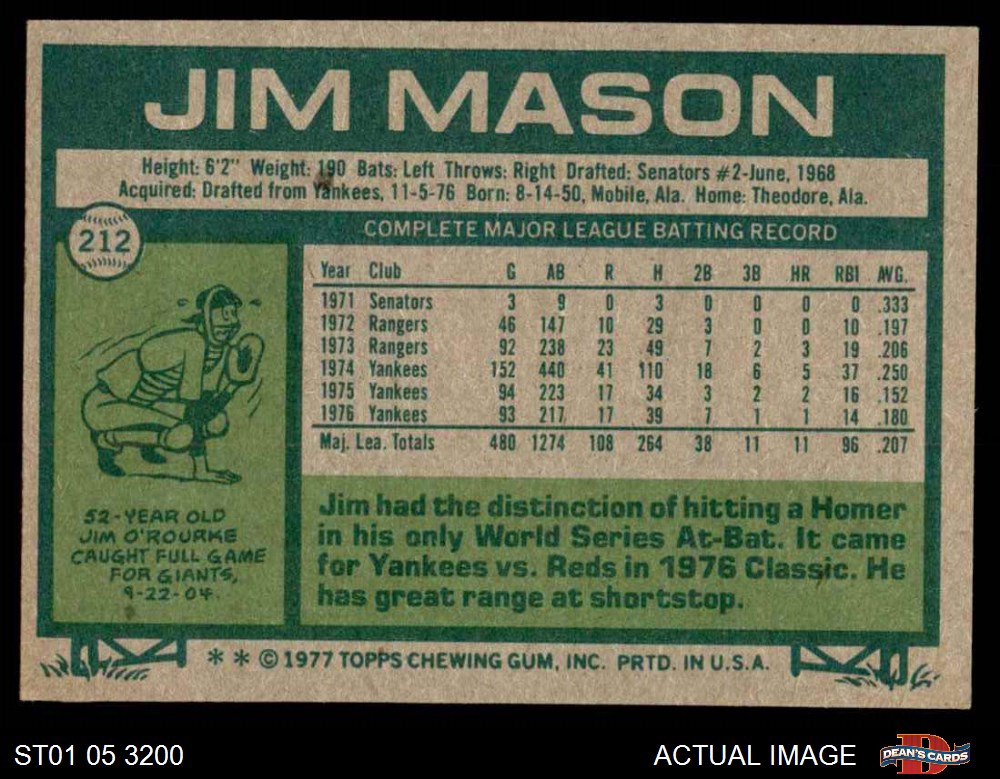 JIM MASON
Height: 6'2" Weight: 190 Bats: Left Throws: Right Drafted: Senators #2-June, 1968
Acquired: Drafted from Yankees, 11-5-76 Born: 8-14-50, Mobile, Ala. Home: Theodore, Ala.
212
COMPLETE MAJOR LEAGUE BATTING RECORD
Year Club G AB R H 2B 3B HR RBI AVG.
1971 Senators 3 9 0 3 0 0 0 0 .333
1972 Rangers 46 147 10 29 3 0 0 10 .197
1973 Rangers 92 238 23 49 7 2 3 19 .206
1974 Yankees 152 440 41 110 18 6 5 37 .250
1975 Yankees 94 223 17 34 3 2 2 16 .152
1976 Yankees 93 217 17 39 7 1 1 14 .180
Maj. Lea. Totals 480 1274 108 264 38 11 11 96 .207
52-YEAR OLD
JIM O'ROURKE
CAUGHT FULL GAME
FOR GIANTS,
9-22-04.
Jim had the distinction of hitting a Homer
in his only World Series At-Bat. It came
for Yankees vs. Reds in 1976 Classic. He
has great range at shortstop.
* * © 1977 TOPPS CHEWING GUM, INC. PRTD. IN U.S.A.
ST01 05 3200
ACTUAL IMAGE
D
DEAN'S CARDS